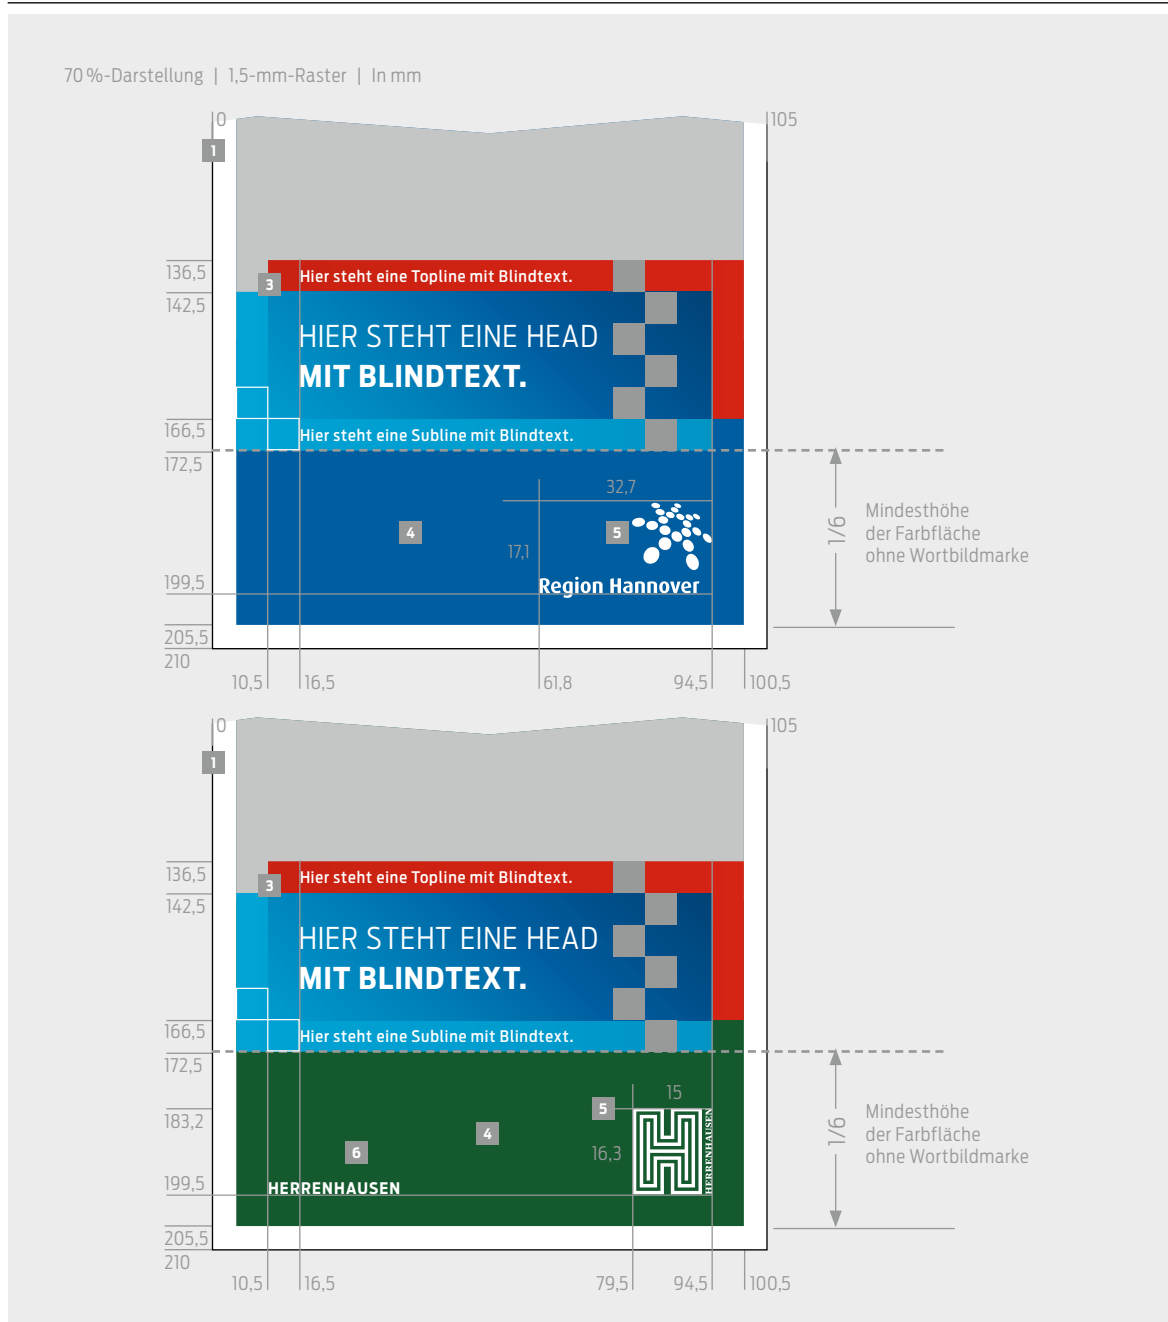 70 %-Darstellung | 1,5-mm-Raster | In mm
0
105
1
136,5
3
Hier steht eine Topline mit Blindtext.
142,5
HIER STEHT EINE HEAD
MIT BLINDTEXT.
166,5
Hier steht eine Subline mit Blindtext.
172,5
32,7
4
5
17,1
1/6
Mindesthöhe
der Farbfläche
ohne Wortbildmarke
199,5
Region Hannover
205,5
210
10,5
16,5
61,8
94,5
100,5
0
105
1
136,5
3
Hier steht eine Topline mit Blindtext.
142,5
HIER STEHT EINE HEAD
MIT BLINDTEXT.
166,5
Hier steht eine Subline mit Blindtext.
172,5
15
183,2
5
4
6
16,3
HERRENHAUSEN
1/6
Mindesthöhe
der Farbfläche
ohne Wortbildmarke
199,5
HERRENHAUSEN
205,5
210
10,5
16,5
79,5
94,5
100,5